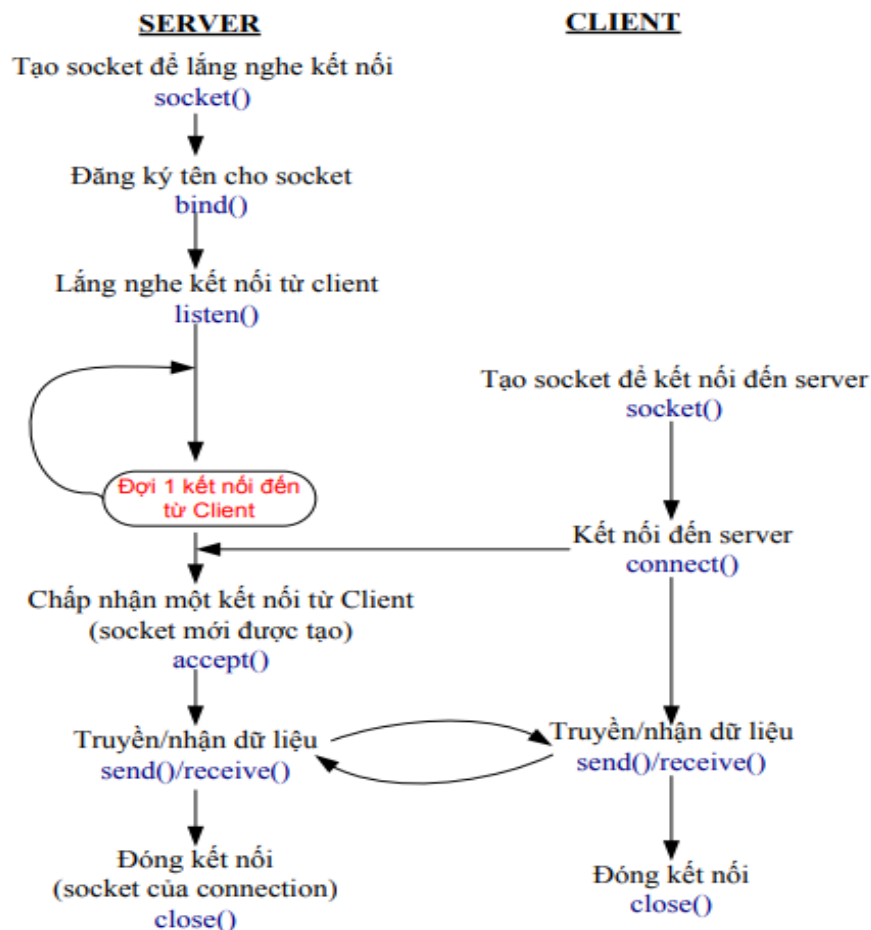 SERVER
Tạo socket để lắng nghe kết nối
socket()
Đăng ký tên cho socket
bind()
Lắng nghe kết nối từ client
listen()
Đợi 1 kết nối đến
từ Client
Chấp nhận một kết nối từ Client
(socket mới được tạo)
accept()
Truyền/nhận dữ liệu
send()/receive()
Đóng kết nối
(socket của connection)
close()
CLIENT
Tạo socket để kết nối đến server
socket()
Kết nối đến server
connect()
Truyền/nhận dữ liệu
send()/receive()
Đóng kết nối
close()